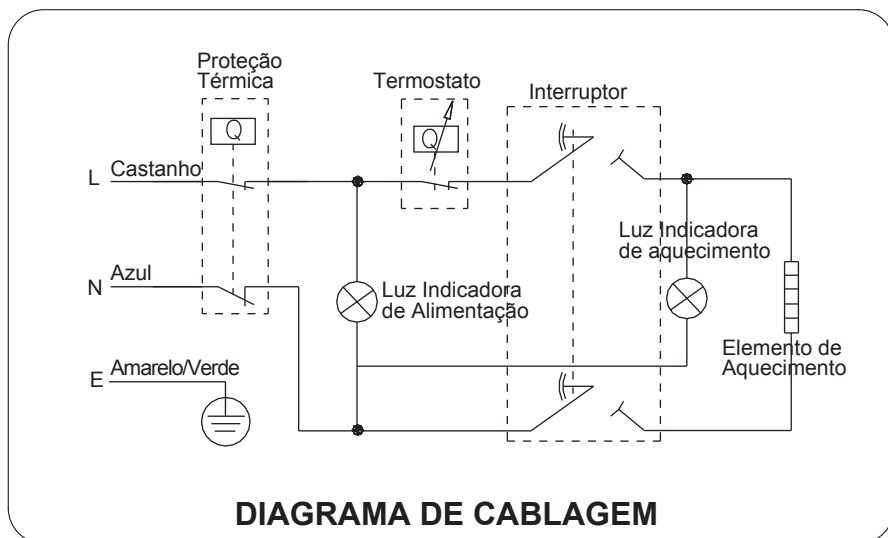 Proteção
Térmica
Termostato
Interruptor
Q
Q
L
Castanho
Luz Indicadora
de aquecimento
N
Azul
Luz Indicadora
de Alimentação
Elemento de
Aquecimento
E
Amarelo/Verde
DIAGRAMA DE CABLAGEM